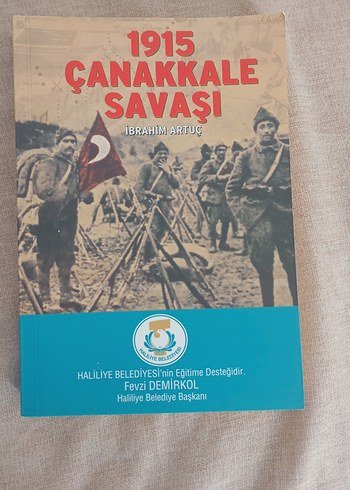 1915
ÇANAKKALE
SAVAŞI
İBRAHİM ARTUÇ
HALİLİYE BELEDİYESİ
HALİLİYE BELEDİYESİ'nin Eğitime Desteğidir.
Fevzi DEMİRKOL
Haliliye Belediye Başkanı